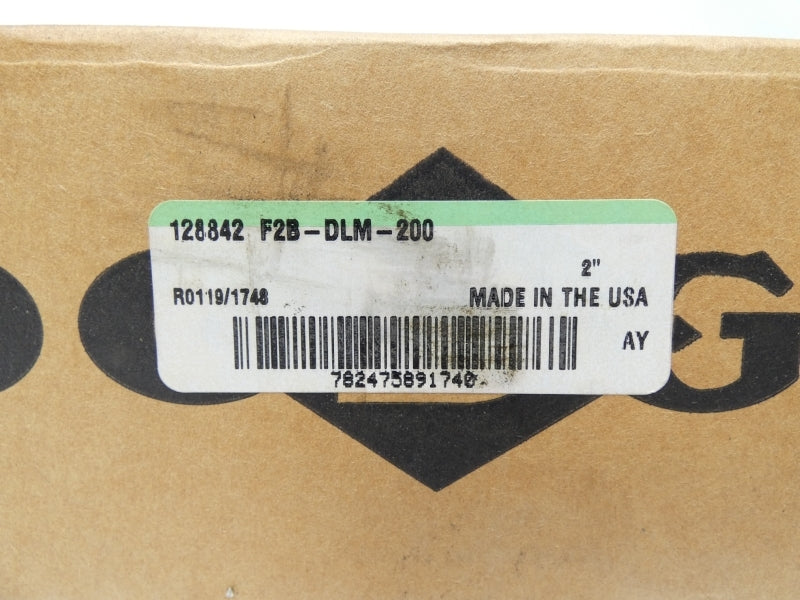 128842 F2B-DLM-200
2"
R0119/1748 MADE IN THE USA
AY
782475891740